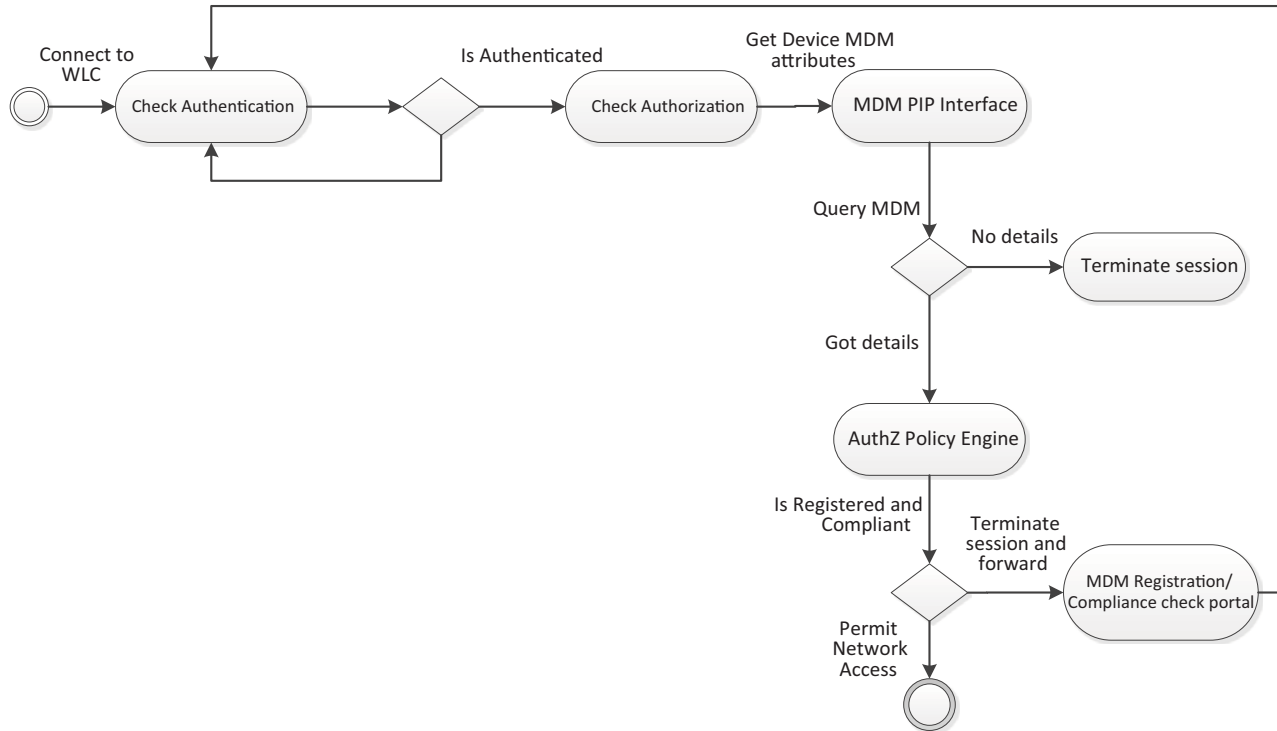 Connect to
WLC
Check Authentication
Is Authenticated
Check Authorization
Get Device MDM
attributes
MDM PIP Interface
Query MDM
No details
Terminate session
Got details
AuthZ Policy Engine
Is Registered and
Compliant
Terminate
session and
forward
MDM Registration/
Compliance check portal
Permit
Network
Access